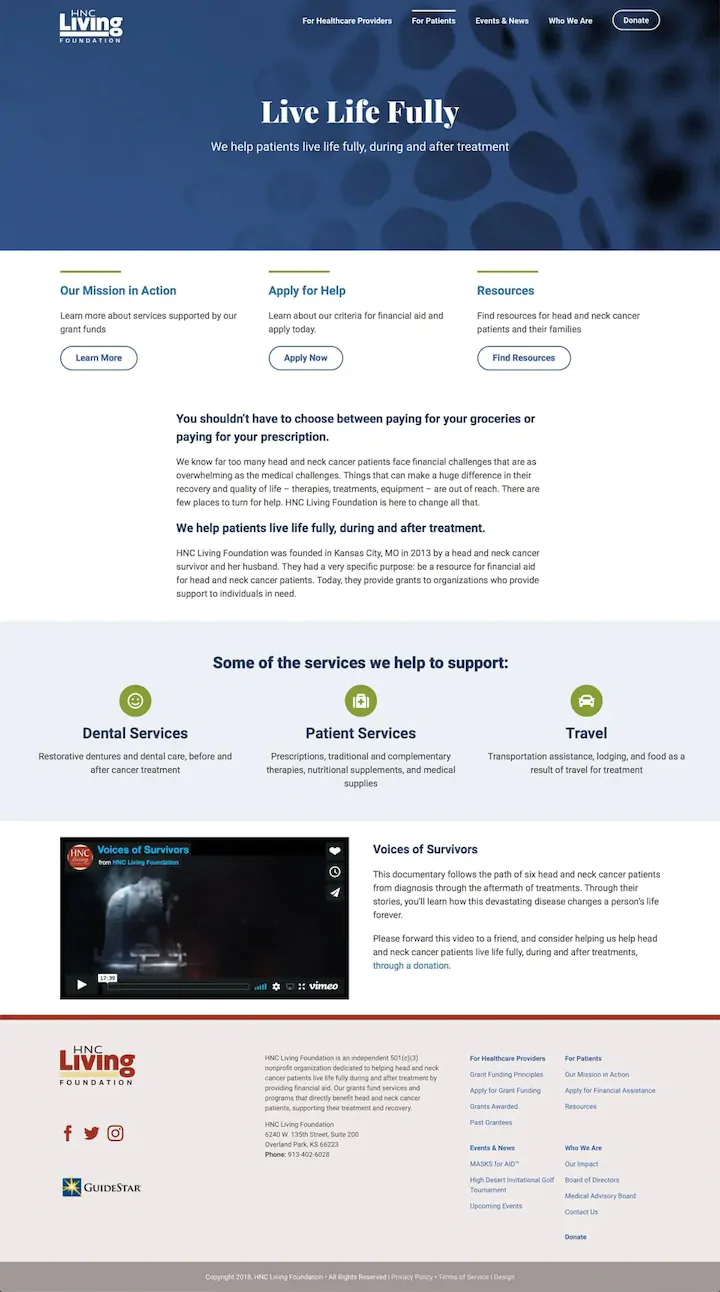 HNC
Living
FOUNDATION
For Healthcare Providers
For Patients
Events & News
Who We Are
Donate
Live Life Fully
We help patients live life fully, during and after treatment
Our Mission in Action
Learn more about services supported by our
grant funds
Learn More
Apply for Help
Learn about our criteria for financial aid and
apply today.
Apply Now
Resources
Find resources for head and neck cancer
patients and their families
Find Resources
You shouldn't have to choose between paying for your groceries or
paying for your prescription.
We know far too many head and neck cancer patients face financial challenges that are as
overwhelming as the medical challenges. Things that can make a huge difference in their
recovery and quality of life – therapies, treatments, equipment – are out of reach. There are
few places to turn for help. HNC Living Foundation is here to change all that.
We help patients live life fully, during and after treatment.
HNC Living Foundation was founded in Kansas City, MO in 2013 by a head and neck cancer
survivor and her husband. They had a very specific purpose: be a resource for financial aid
for head and neck cancer patients. Today, they provide grants to organizations who provide
support to individuals in need.
Some of the services we help to support:
Dental Services
Restorative dentures and dental care, before and
after cancer treatment
Patient Services
Prescriptions, traditional and complementary
therapies, nutritional supplements, and medical
supplies
Travel
Transportation assistance, lodging, and food as a
result of travel for treatment
HNC
living
Voices of Survivors
from HNC Living Foundation
17:39
vimeo
Voices of Survivors
This documentary follows the path of six head and neck cancer patients
from diagnosis through the aftermath of treatments. Through their
stories, you'll learn how this devastating disease changes a person's life
forever.
Please forward this video to a friend, and consider helping us help head
and neck cancer patients live life fully, during and after treatments,
through a donation.
HNC
Living
FOUNDATION
GUIDESTAR
HNC Living Foundation is an independent 501(c)(3)
nonprofit organization dedicated to helping head and neck
cancer patients live life fully during and after treatment by
providing financial aid. Our grants fund services and
programs that directly benefit head and neck cancer
patients, supporting their treatment and recovery.
HNC Living Foundation
6240 W. 135th Street, Suite 200
Overland Park, KS 66223
Phone: 913-402-6028
For Healthcare Providers
Grant Funding Principles
Apply for Grant Funding
Grants Awarded
Past Grantees
For Patients
Our Mission in Action
Apply for Financial Assistance
Resources
Events & News
MASKS for AID™
High Desert Invitational Golf
Tournament
Upcoming Events
Who We Are
Our Impact
Board of Directors
Medical Advisory Board
Contact Us
Donate
Copyright 2018, HNC Living Foundation • All Rights Reserved | Privacy Policy • Terms of Service | Design